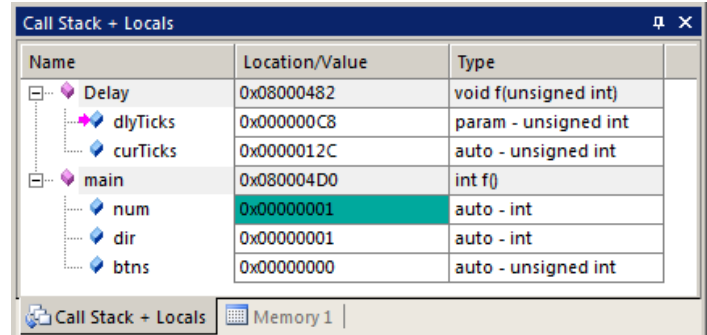 Call Stack + Locals
Name Location/Value Type
Delay 0x08000482 void f(unsigned int)
dlyTicks 0x000000C8 param - unsigned int
curTicks 0x0000012C auto - unsigned int
main 0x080004D0 int f()
num 0x00000001 auto - int
dir 0x00000001 auto - int
btns 0x00000000 auto - unsigned int
Call Stack + Locals Memory 1